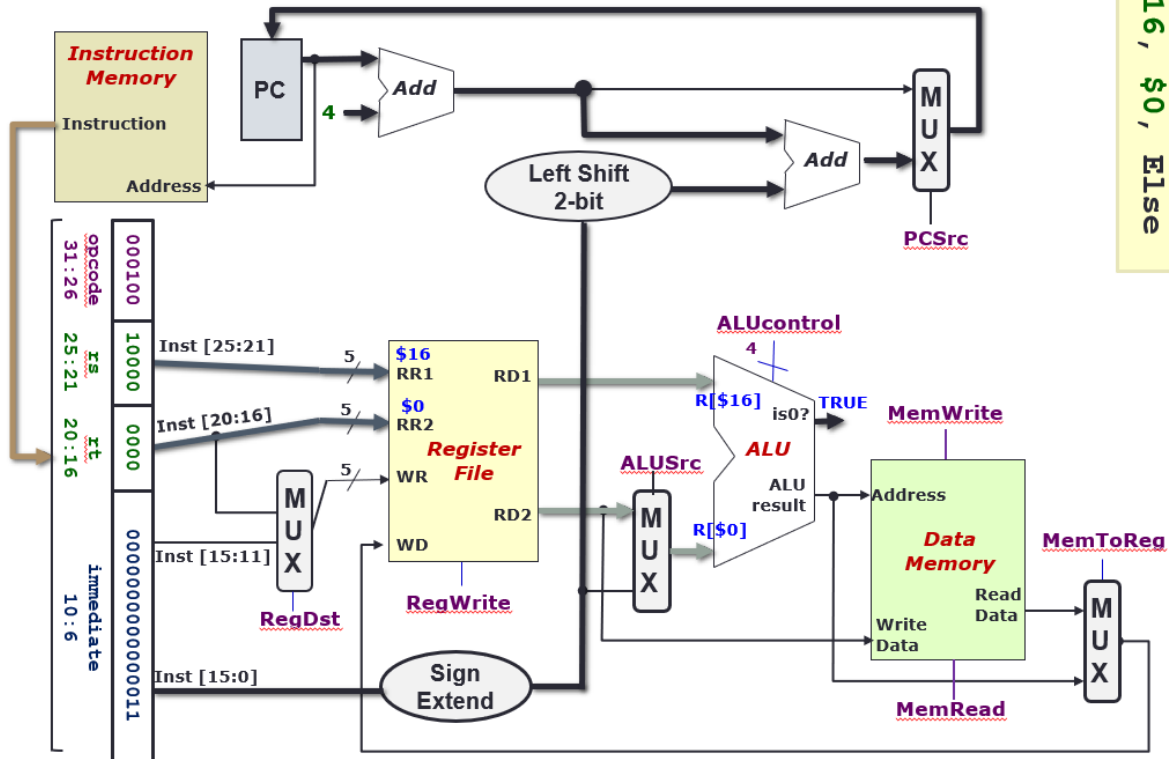 Instruction
Memory
Instruction
Address
PC
4
Add
Left Shift
2-bit
Add
MUX
PCSrc
16, $0, Else
opcode
31:26
000100
rs
25:21
10000
rt
20:16
0000
immediate
10:6
0000000000000011
Inst [25:21]
5
Inst [20:16]
5
5
Inst [15:11]
Inst [15:0]
MUX
RegDst
$16
RR1
$0
RR2
WR
WD
RD1
RD2
Register
File
RegWrite
Sign
Extend
ALUSrc
MUX
ALUcontrol
4
R[$16]
is0?
TRUE
ALU
ALU
result
R[$0]
MemWrite
Address
Data
Memory
Read
Data
Write
Data
MemRead
MemToReg
MUX